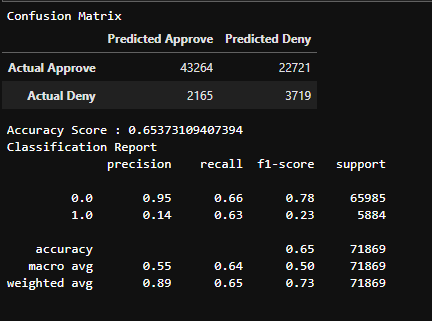 Confusion Matrix
Predicted Approve Predicted Deny
Actual Approve 43264 22721
Actual Deny 2165 3719
Accuracy Score : 0.65373109407394
Classification Report
precision recall f1-score support
0.0 0.95 0.66 0.78 65985
1.0 0.14 0.63 0.23 5884
accuracy 0.65 71869
macro avg 0.55 0.64 0.50 71869
weighted avg 0.89 0.65 0.73 71869